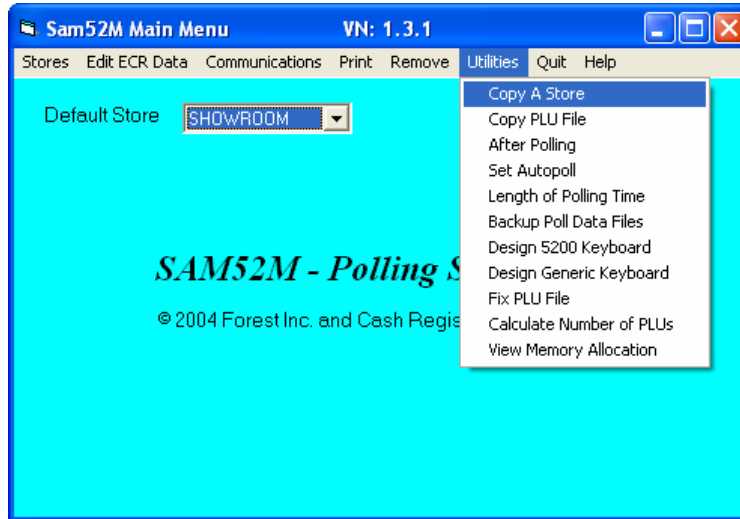 Sam52M Main Menu VN: 1.3.1
Stores Edit ECR Data Communications Print Remove Utilities Quit Help
Default Store SHOWROOM
Copy A Store
Copy PLU File
After Polling
Set Autopoll
Length of Polling Time
Backup Poll Data Files
Design 5200 Keyboard
Design Generic Keyboard
Fix PLU File
Calculate Number of PLUs
View Memory Allocation
SAM52M - Polling S
© 2004 Forest Inc. and Cash Regis